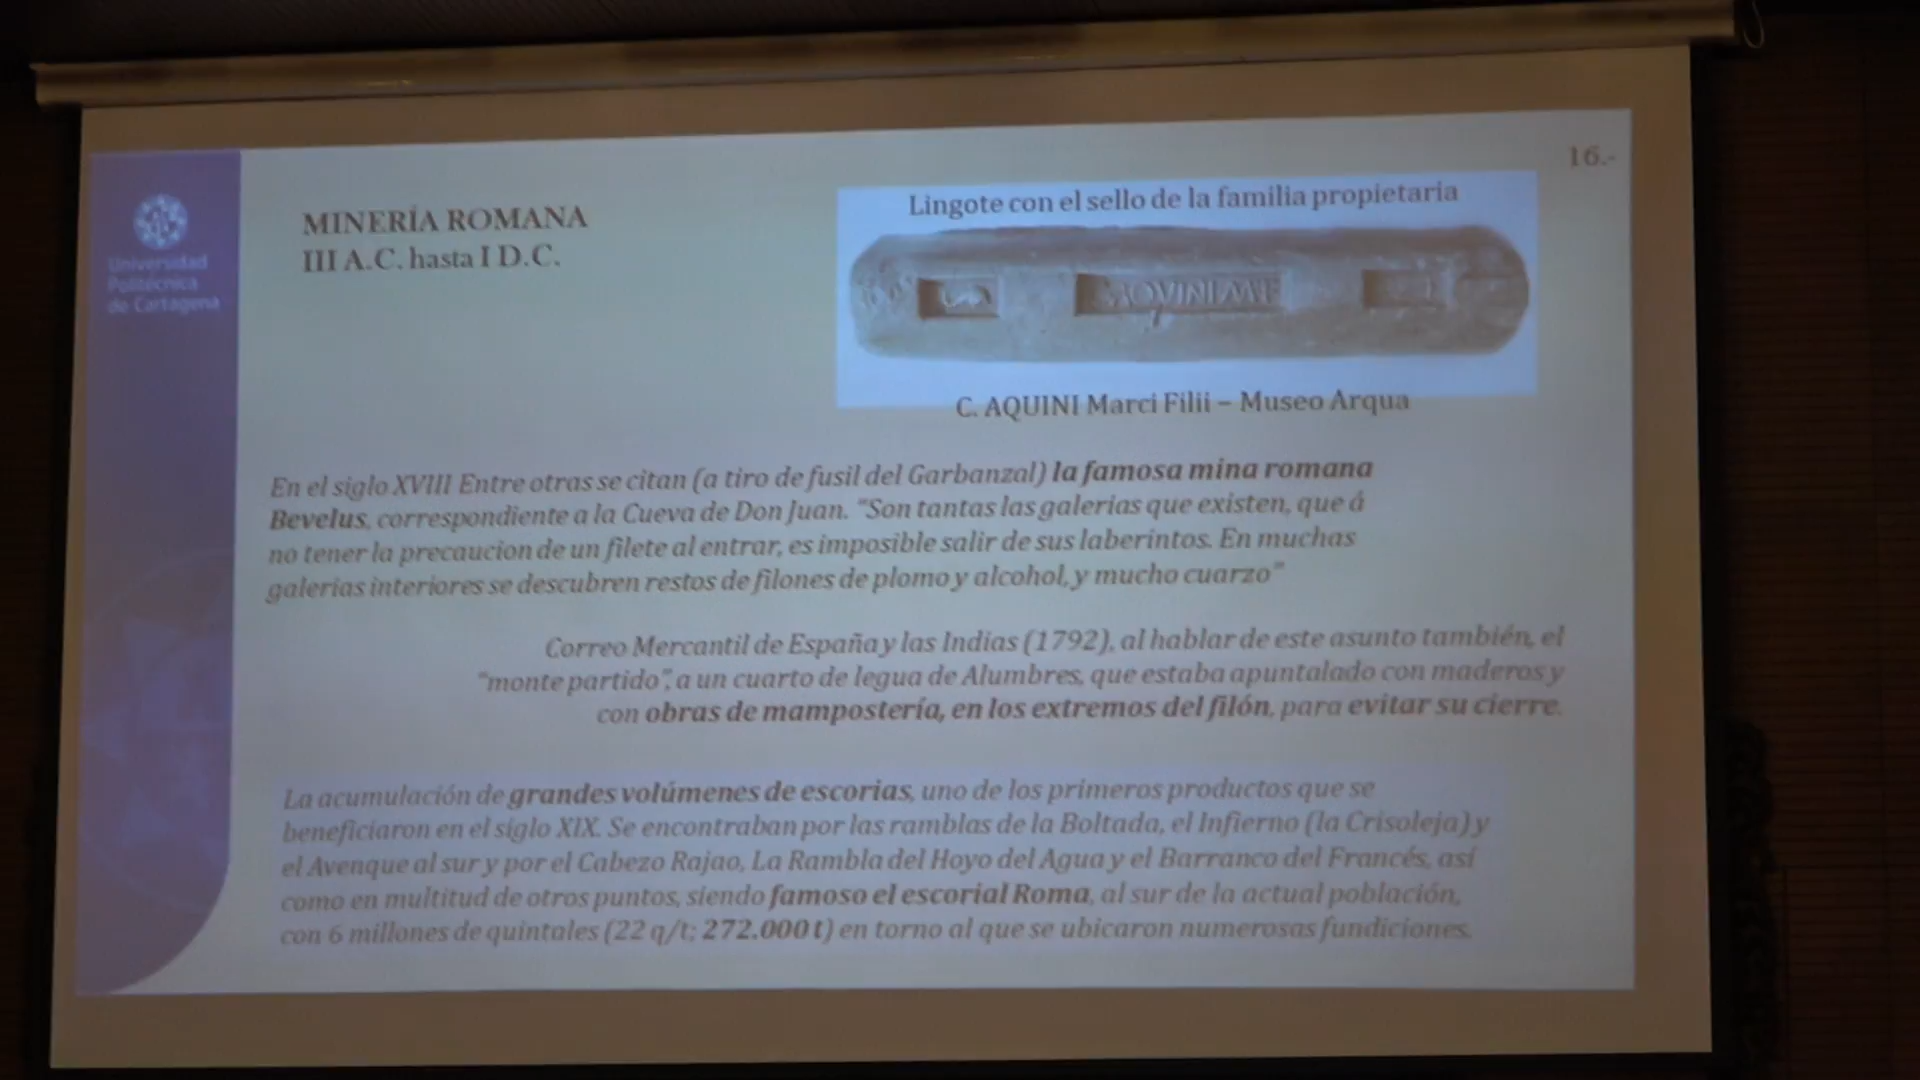 16.-
Universidad
Politécnica
de Cartagena
MINERÍA ROMANA
III A.C. hasta I D.C.
Lingote con el sello de la familia propietaria
AQVINI M F
C. AQUINI Marci Filii – Museo Arqua
En el siglo XVIII Entre otras se citan (a tiro de fusil del Garbanzal) la famosa mina romana
Bevelus, correspondiente a la Cueva de Don Juan. "Son tantas las galerias que existen, que á
no tener la precaucion de un filete al entrar, es imposible salir de sus laberintos. En muchas
galerias interiores se descubren restos de filones de plomo y alcohol, y mucho cuarzo"
Correo Mercantil de España y las Indias (1792), al hablar de este asunto también, el
"monte partido", a un cuarto de legua de Alumbres, que estaba apuntalado con maderos y
con obras de mampostería, en los extremos del filón, para evitar su cierre.
La acumulación de grandes volúmenes de escorias, uno de los primeros productos que se
beneficiaron en el siglo XIX. Se encontraban por las ramblas de la Boltada, el Infierno (la Crisoleja) y
el Avenque al sur y por el Cabezo Rajao, La Rambla del Hoyo del Agua y el Barranco del Francés, así
como en multitud de otros puntos, siendo famoso el escorial Roma, al sur de la actual población,
con 6 millones de quintales (22 q/t; 272.000 t) en torno al que se ubicaron numerosas fundiciones.